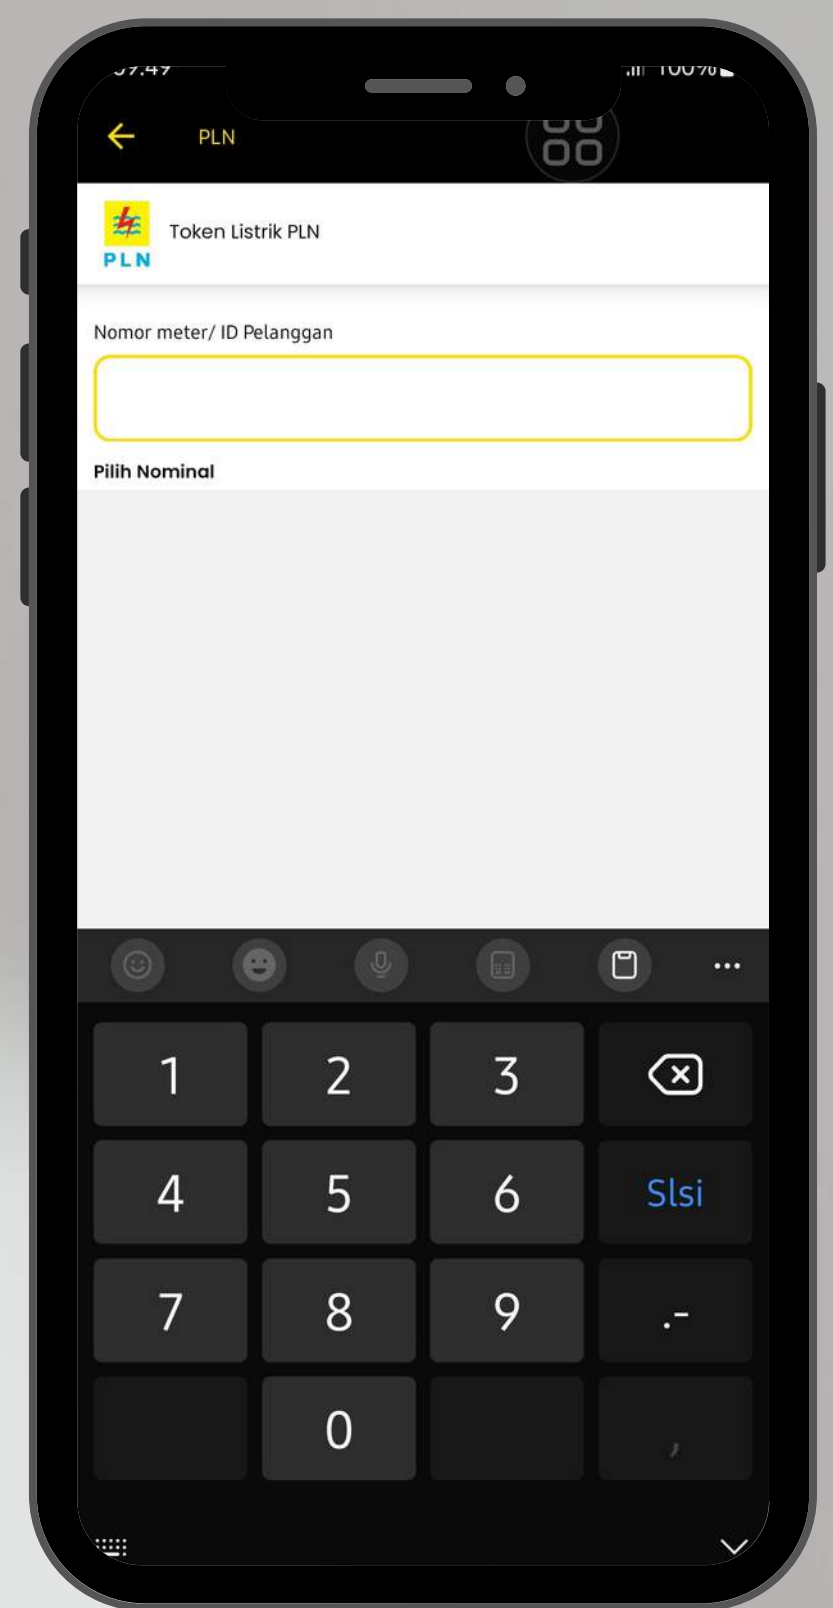 PLN
Token Listrik PLN
PLN
Nomor meter/ ID Pelanggan
Pilih Nominal
1 2 3
4 5 6 Slsi
7 8 9 .-
0 ,